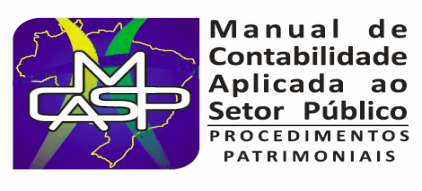 MCASP
Manual de
Contabilidade
Aplicada ao
Setor Público
PROCEDIMENTOS
PATRIMONIAIS